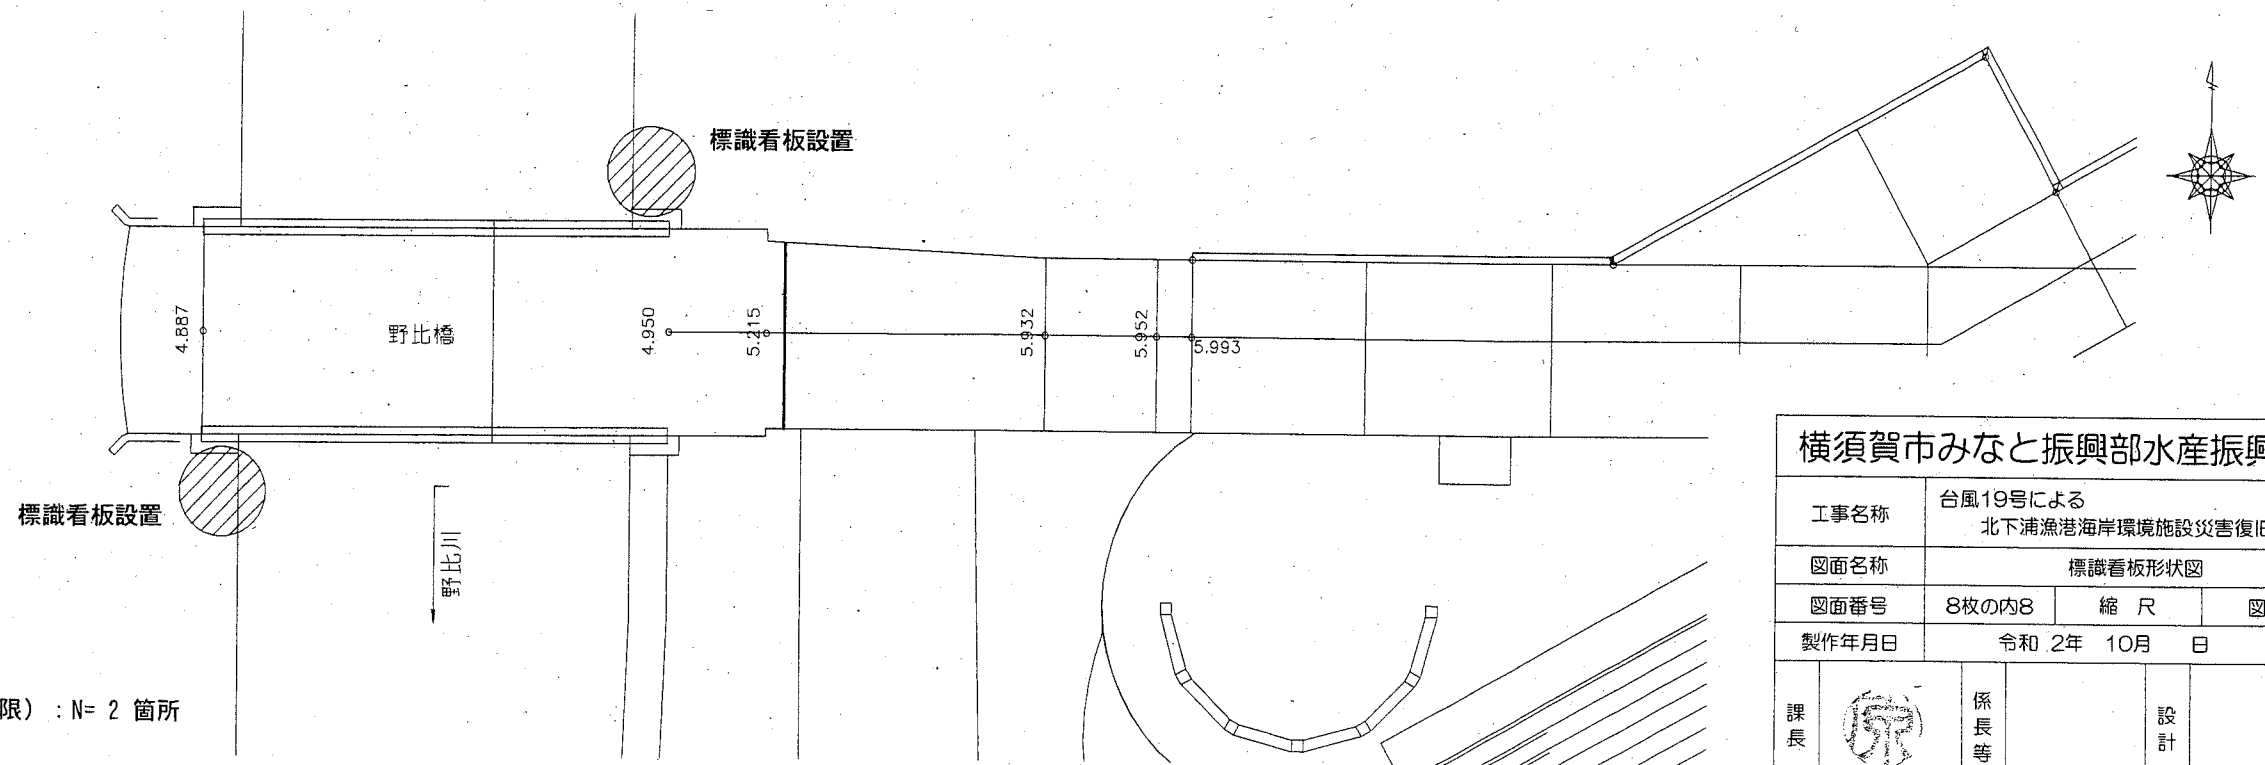 標識看板設置
4.887
野比橋
4.950
5.215
5.932
5.952
5.993
標識看板設置
野比川
限）：N= 2 箇所
横須賀市みなと振興部水産振興
工事名称
台風19号による
北下浦漁港海岸環境施設災害復旧
図面名称
標識看板形状図
図面番号
8枚の内8
縮 尺
図
製作年月日
令和 2年 10月 日
課長
係長等
設計